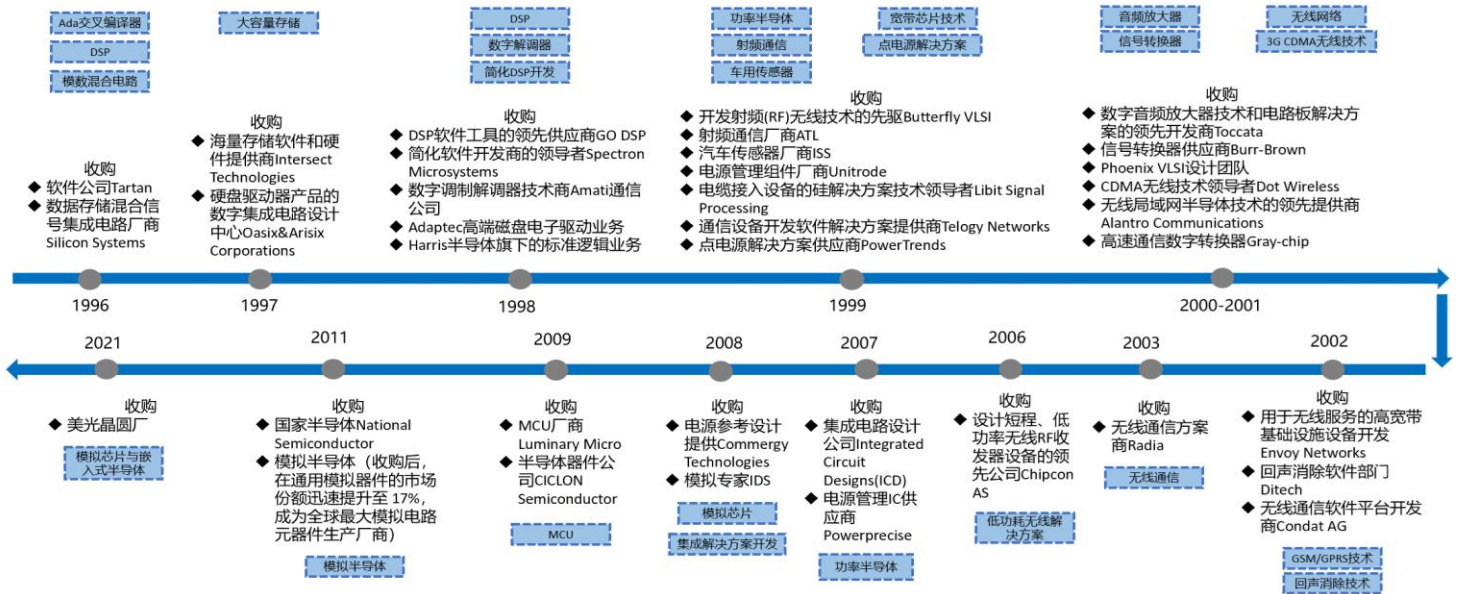 Ada交叉编译器
DSP
模数混合电路
收购
◆ 软件公司Tartan
◆ 数据存储混合信
号集成电路厂商
Silicon Systems
1996
大容量存储
收购
◆ 海量存储软件和硬
件提供商Intersect
Technologies
◆ 硬盘驱动器产品的
数字集成电路设计
中心Oasix&Arisix
Corporations
1997
DSP
数字解调器
简化DSP开发
收购
◆ DSP软件工具的领先供应商GO DSP
◆ 简化软件开发商的领导者Spectron
Microsystems
◆ 数字调制解调器技术商Amati通信
公司
◆ Adaptec高端磁盘电子驱动业务
◆ Harris半导体旗下的标准逻辑业务
1998
功率半导体
射频通信
车用传感器
宽带芯片技术
点电源解决方案
收购
◆ 开发射频(RF)无线技术的先驱Butterfly VLSI
◆ 射频通信厂商ATL
◆ 汽车传感器厂商ISS
◆ 电源管理组件厂商Unitrode
◆ 电缆接入设备的硅解决方案技术领导者Libit Signal
Processing
◆ 通信设备开发软件解决方案提供商Telogy Networks
◆ 点电源解决方案供应商PowerTrends
1999
音频放大器
信号转换器
无线网络
3G CDMA无线技术
收购
◆ 数字音频放大器技术和电路板解决方
案的领先开发商Toccata
◆ 信号转换器供应商Burr-Brown
◆ Phoenix VLSI设计团队
◆ CDMA无线技术领导者Dot Wireless
◆ 无线局域网半导体技术的领先提供商
Alantro Communications
◆ 高速通信数字转换器Gray-chip
2000-2001
2021
收购
◆ 美光晶圆厂
模拟芯片与嵌
入式半导体
2011
收购
◆ 国家半导体National
Semiconductor
◆ 模拟半导体（收购后，
在通用模拟器件的市场
份额迅速提升至 17%，
成为全球最大模拟电路
元器件生产厂商）
模拟半导体
2009
收购
◆ MCU厂商
Luminary Micro
◆ 半导体器件公
司CICLON
Semiconductor
MCU
2008
收购
◆ 电源参考设计
提供Commergy
Technologies
◆ 模拟专家IDS
模拟芯片
集成解决方案开发
2007
收购
◆ 集成电路设计
公司Integrated
Circuit
Designs(ICD)
◆ 电源管理IC供
应商
Powerprecise
功率半导体
2006
收购
◆ 设计短程、低
功率无线RF收
发器设备的领
先公司Chipcon
AS
低功耗无线解
决方案
2003
收购
◆ 无线通信方案
商Radia
无线通信
2002
收购
◆ 用于无线服务的高宽带
基础设施设备开发
Envoy Networks
◆ 回声消除软件部门
Ditech
◆ 无线通信软件平台开发
商Condat AG
GSM/GPRS技术
回声消除技术